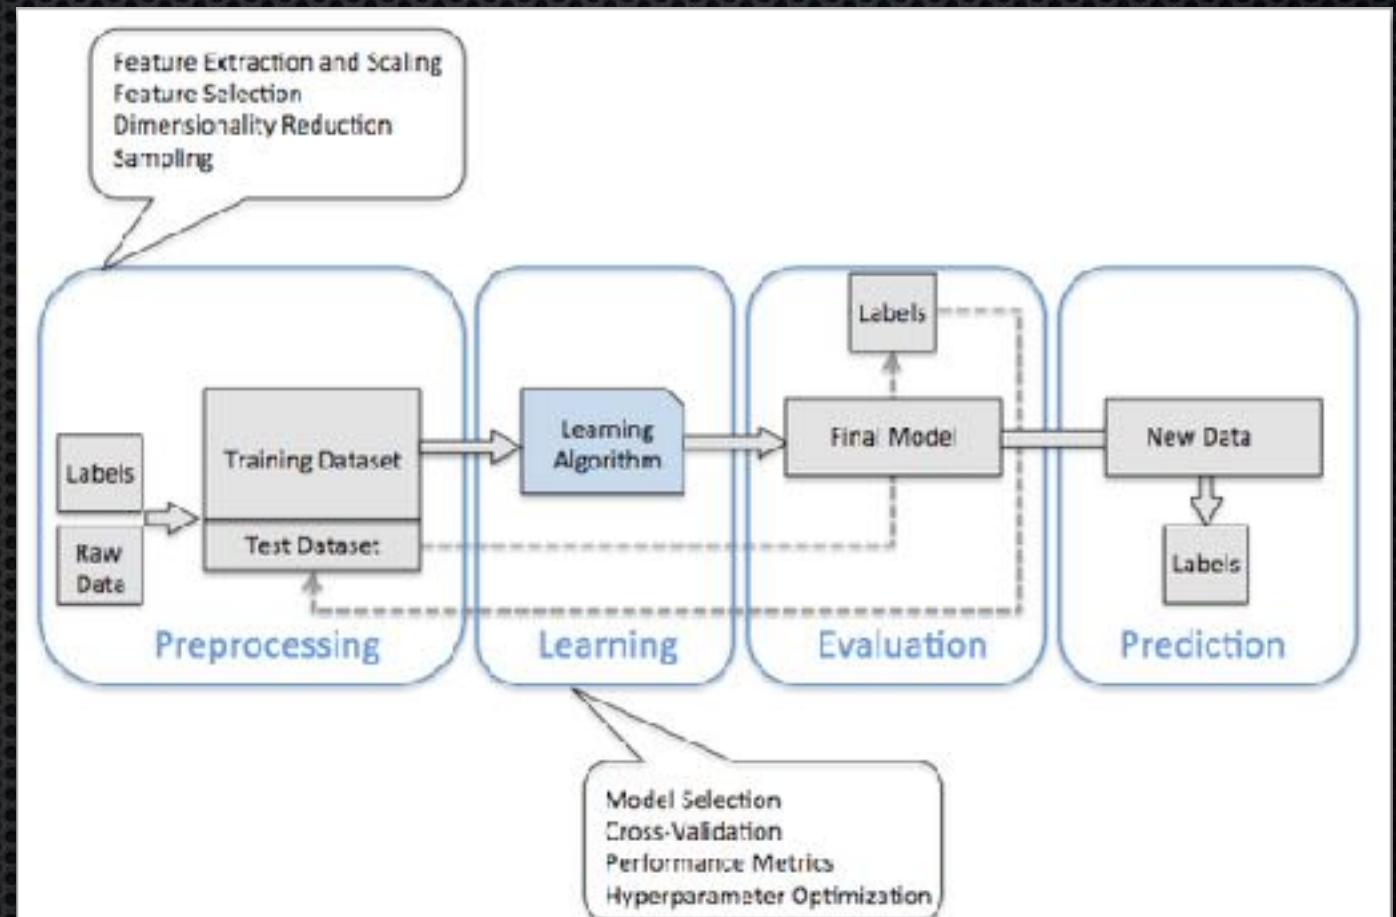 Feature Extraction and Scaling
Feature Selection
Dimensionality Reduction
Sampling
Labels
Raw
Data
Training Dataset
Test Dataset
Preprocessing
Learning
Algorithm
Learning
Labels
Final Model
Evaluation
New Data
Labels
Prediction
Model Selection
Cross-Validation
Performance Metrics
Hyperparameter Optimization